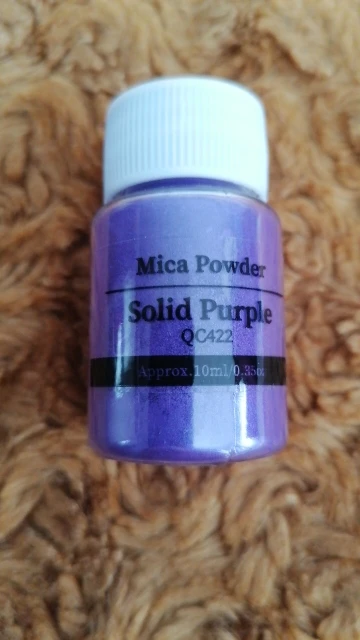 Mica Powder
Solid Purple
QC422
Approx.10ml/0.35oz